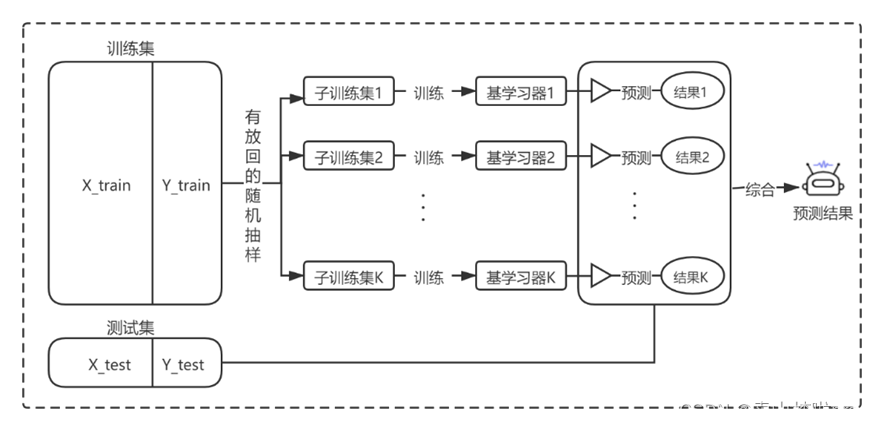 训练集
X_train
Y_train
有放回的随机抽样
子训练集1
训练
基学习器1
预测
结果1
子训练集2
训练
基学习器2
预测
结果2
子训练集K
训练
基学习器K
预测
结果K
综合
预测结果
测试集
X_test
Y_test